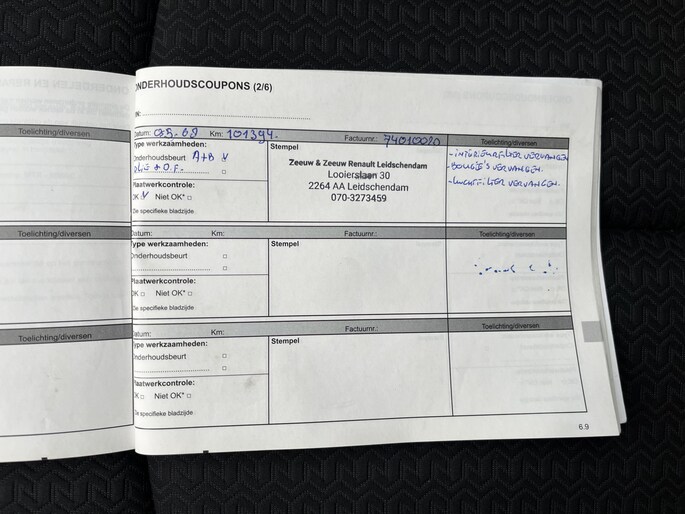 ONDERHOUDSCOUPONS (2/6)
Toelichting/diversen
Datum: Km: 101394. Factuurnr.: 74010020 Toelichting/diversen
Type werkzaamheden: Stempel
Onderhoudsbeurt A+B V
Olie + O.F.
Plaatwerkcontrole:
OK V Niet OK*
Zie specifieke bladzijde
Zeeuw & Zeeuw Renault Leidschendam
Looierslaan 30
2264 AA Leidschendam
070-3273459
- INTERIEURFILTER VERVANGEN
- BOUGIE'S VERVANGEN.
- LUCHTFILTER VERVANGEN.
Toelichting/diversen
Datum: Km: Factuurnr.: Toelichting/diversen
Type werkzaamheden: Stempel
Onderhoudsbeurt
Plaatwerkcontrole:
OK Niet OK*
Zie specifieke bladzijde
Toelichting/diversen
Datum: Km: Factuurnr.: Toelichting/diversen
Type werkzaamheden: Stempel
Onderhoudsbeurt
Plaatwerkcontrole:
OK Niet OK*
Zie specifieke bladzijde
6.9